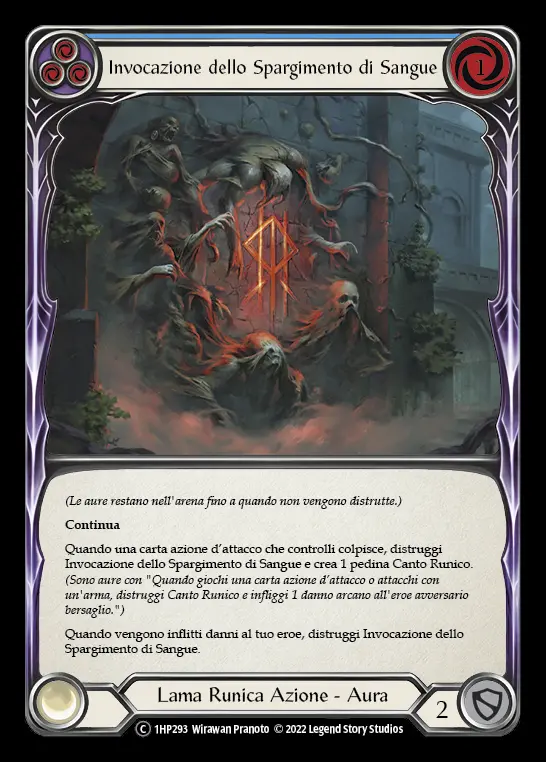 Invocazione dello Spargimento di Sangue
1
(Le aure restano nell'arena fino a quando non vengono distrutte.)
Continua
Quando una carta azione d’attacco che controlli colpisce, distruggi
Invocazione dello Spargimento di Sangue e crea 1 pedina Canto Runico.
(Sono aure con "Quando giochi una carta azione d’attacco o attacchi con
un'arma, distruggi Canto Runico e infliggi 1 danno arcano all'eroe avversario
bersaglio.")
Quando vengono inflitti danni al tuo eroe, distruggi Invocazione dello
Spargimento di Sangue.
Lama Runica Azione - Aura
2
C 1HP293 Wirawan Pranoto © 2022 Legend Story Studios